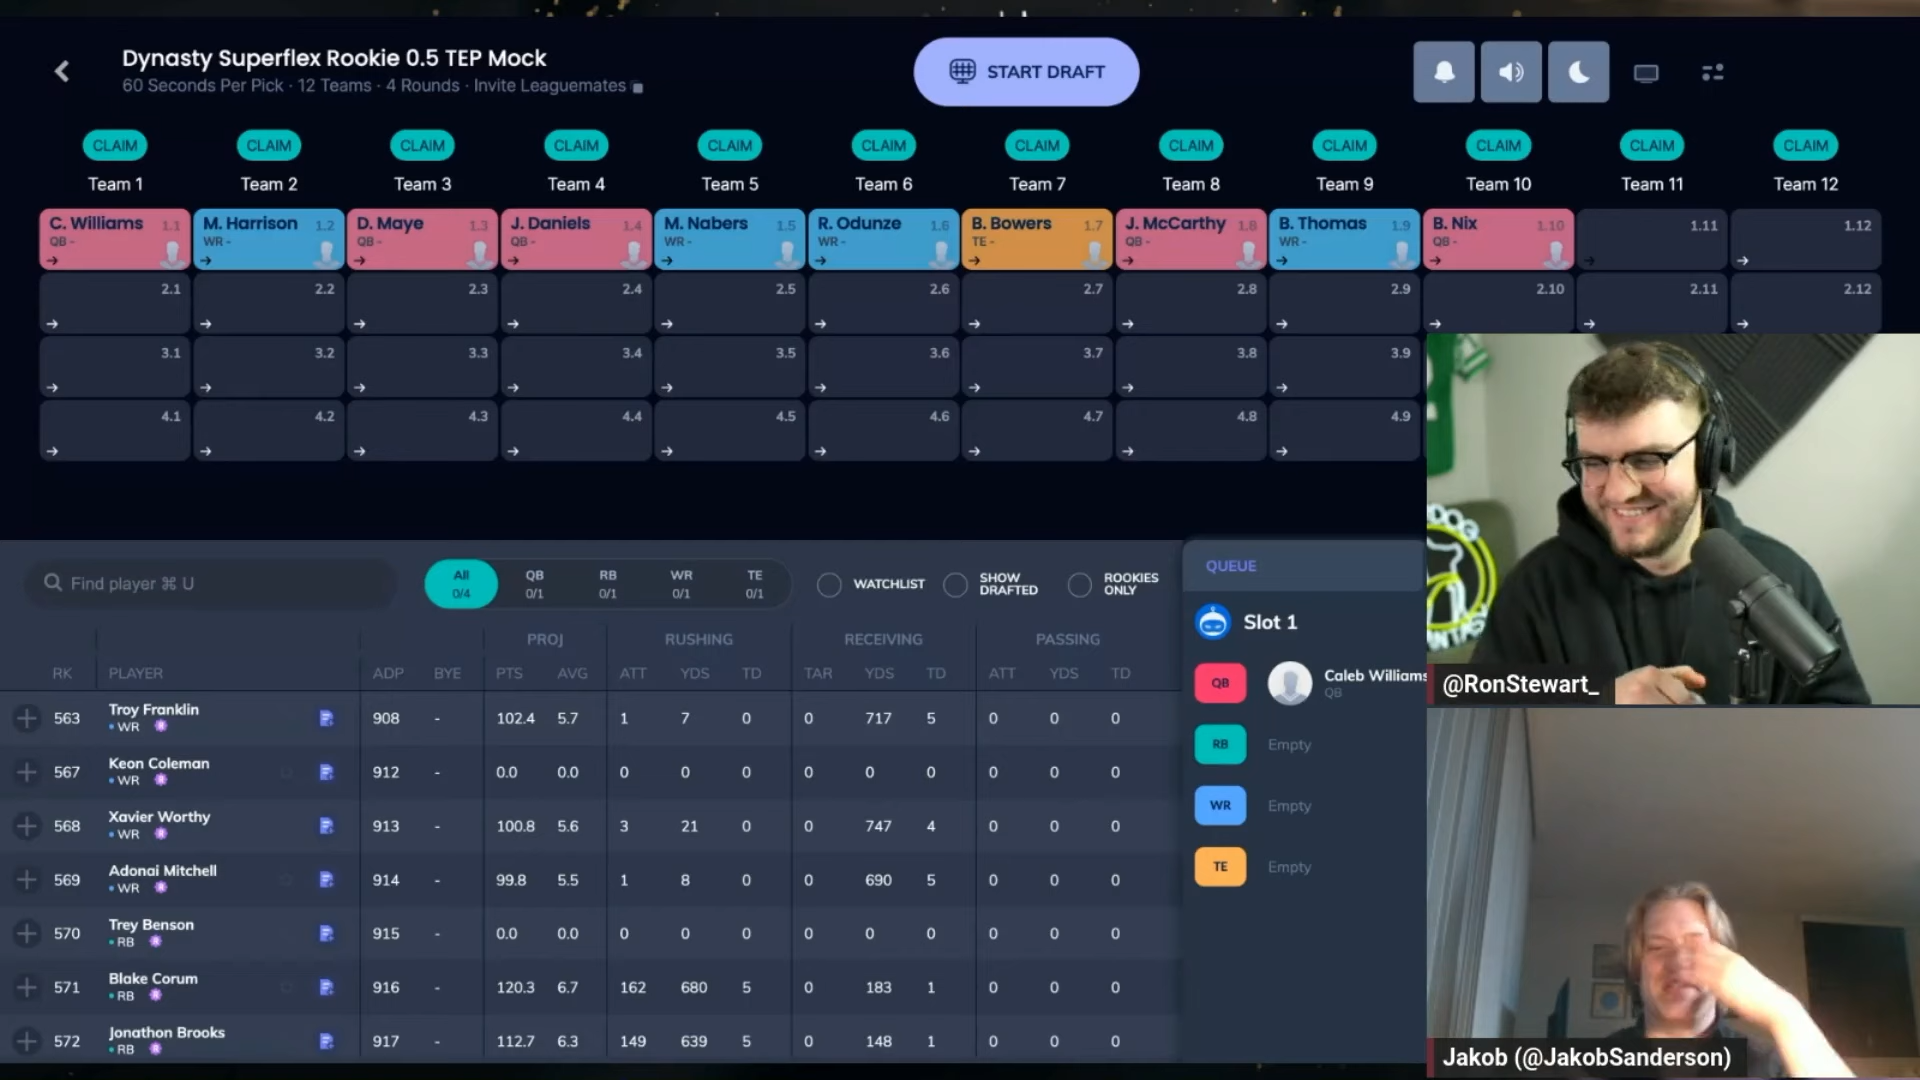 Dynasty Superflex Rookie 0.5 TEP Mock
60 Seconds Per Pick · 12 Teams · 4 Rounds · Invite Leaguemates
START DRAFT
CLAIM CLAIM CLAIM CLAIM CLAIM CLAIM CLAIM CLAIM CLAIM CLAIM CLAIM CLAIM
Team 1 Team 2 Team 3 Team 4 Team 5 Team 6 Team 7 Team 8 Team 9 Team 10 Team 11 Team 12
C. Williams 1.1 M. Harrison 1.2 D. Maye 1.3 J. Daniels 1.4 M. Nabers 1.5 R. Odunze 1.6 B. Bowers 1.7 J. McCarthy 1.8 B. Thomas 1.9 B. Nix 1.10 1.11 1.12
QB - WR - QB - QB - WR - WR - TE - QB - WR - QB -
2.1 2.2 2.3 2.4 2.5 2.6 2.7 2.8 2.9 2.10 2.11 2.12
3.1 3.2 3.3 3.4 3.5 3.6 3.7 3.8 3.9
4.1 4.2 4.3 4.4 4.5 4.6 4.7 4.8 4.9
Find player ⌘ U
All QB RB WR TE
0/4 0/1 0/1 0/1 0/1
WATCHLIST
SHOW
DRAFTED
ROOKIES
ONLY
PROJ RUSHING RECEIVING PASSING
RK PLAYER ADP BYE PTS AVG ATT YDS TD TAR YDS TD ATT YDS TD
563 Troy Franklin 908 - 102.4 5.7 1 7 0 0 717 5 0 0 0
WR R
567 Keon Coleman 912 - 0.0 0.0 0 0 0 0 0 0 0 0 0
WR R
568 Xavier Worthy 913 - 100.8 5.6 3 21 0 0 747 4 0 0 0
WR R
569 Adonai Mitchell 914 - 99.8 5.5 1 8 0 0 690 5 0 0 0
WR R
570 Trey Benson 915 - 0.0 0.0 0 0 0 0 0 0 0 0 0
RB R
571 Blake Corum 916 - 120.3 6.7 162 680 5 0 183 1 0 0 0
RB R
572 Jonathon Brooks 917 - 112.7 6.3 149 639 5 0 148 1 0 0 0
RB R
QUEUE
Slot 1
QB Caleb Williams
QB
RB Empty
WR Empty
TE Empty
@RonStewart_
Jakob (@JakobSanderson)